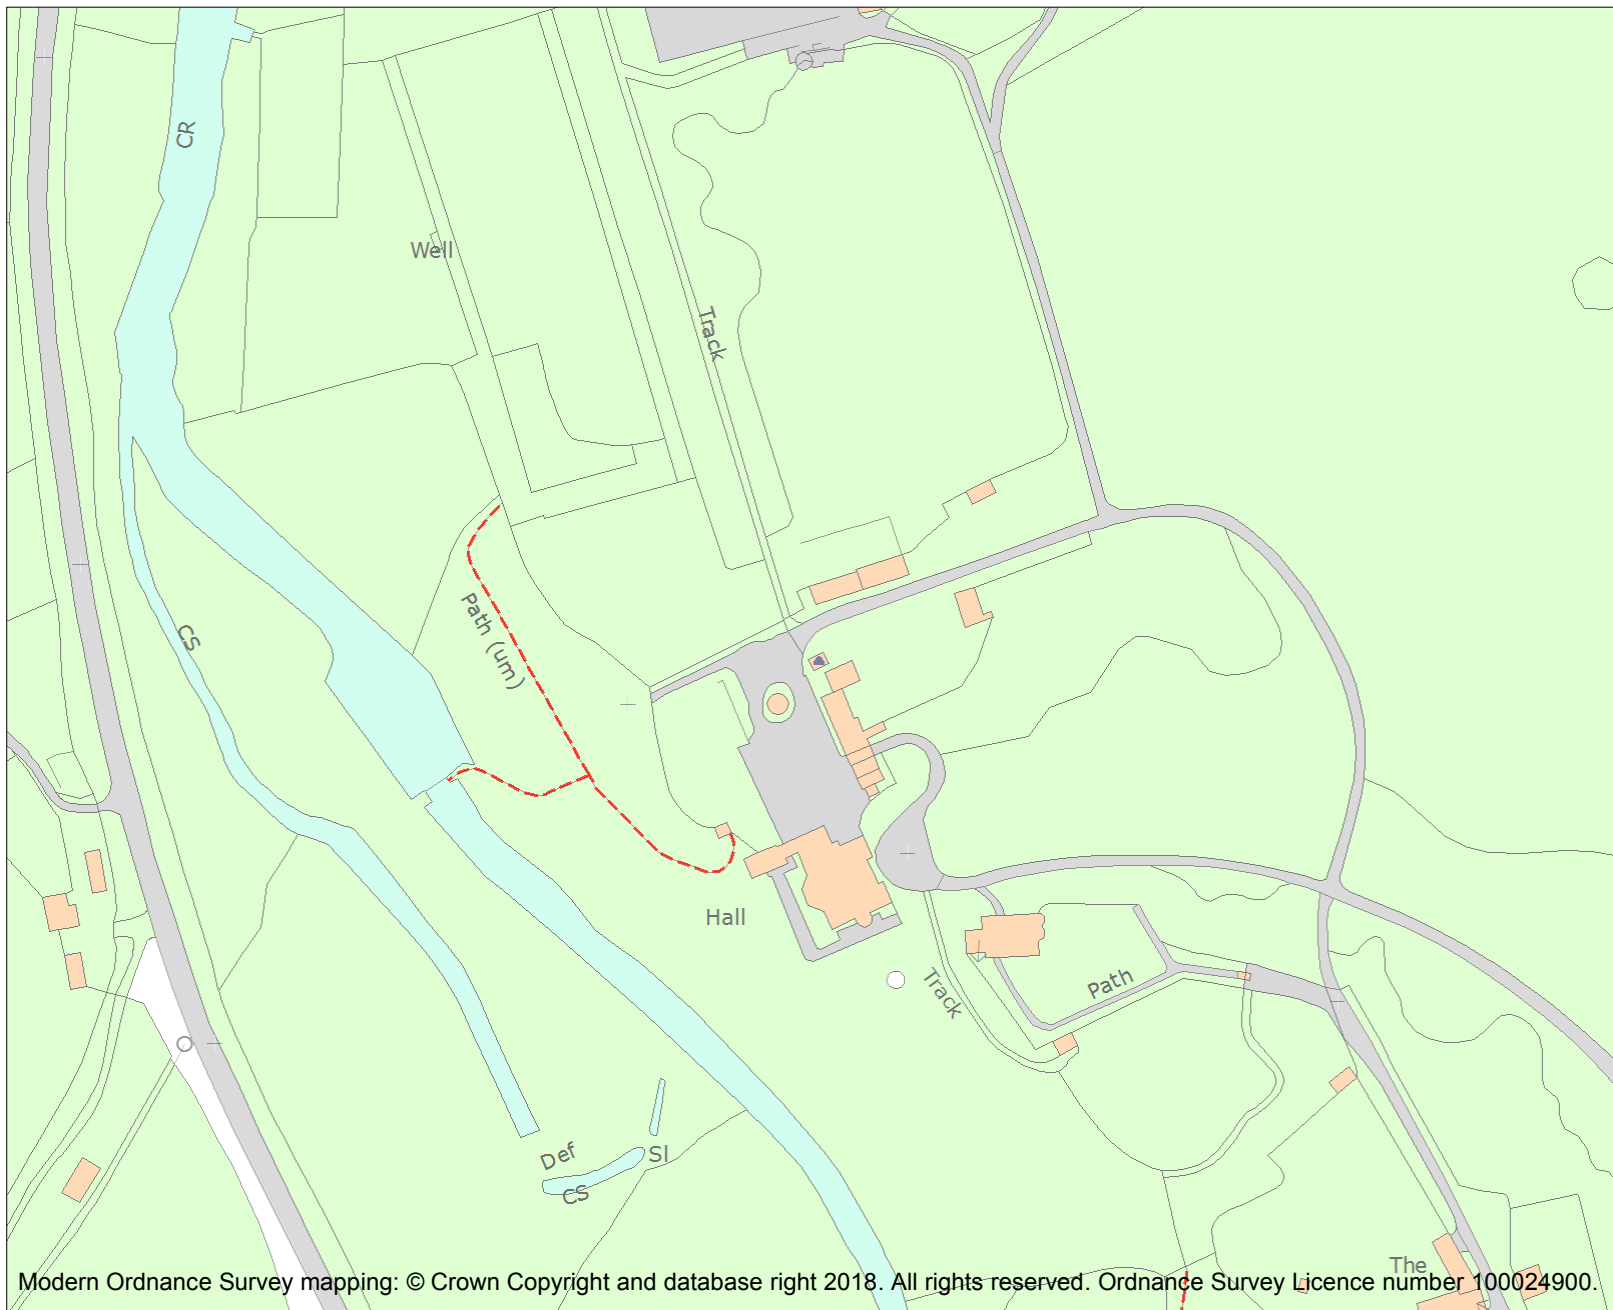 CR
Well
Track
Path (um)
CS
Hall
Track
Path
Def
CS
Sl
The
Modern Ordnance Survey mapping: © Crown Copyright and database right 2018. All rights reserved. Ordnance Survey Licence number 100024900.